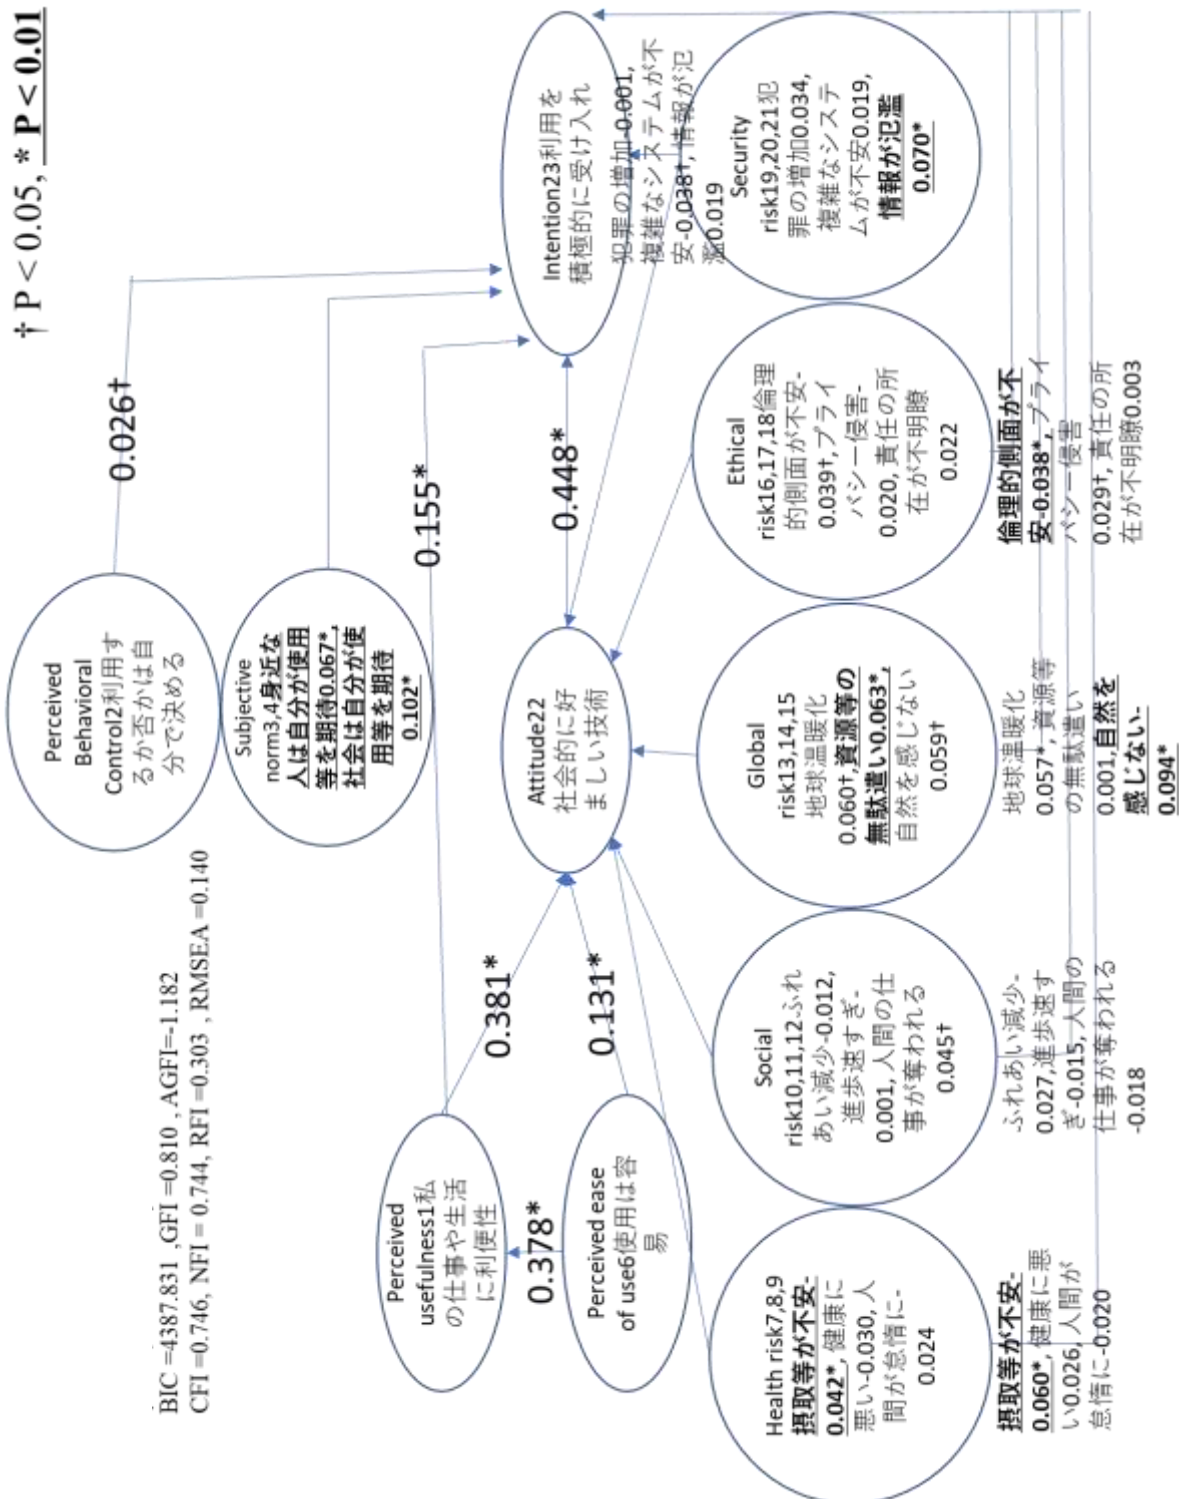 † P < 0.05, * P < 0.01
BIC =4387.831 ,GFI =0.810 , AGFI=-1.182
CFI =0.746, NFI = 0.744, RFI =0.303 , RMSEA =0.140
Perceived
Behavioral
Control2利用す
るか否かは自
分で決める
0.026†
Subjective
norm3,4身近な
人は自分が使用
等を期待0.067*,
社会は自分が使
用等を期待
0.102*
Perceived
usefulness1私
の仕事や生活
に利便性
0.155*
0.381*
0.378*
Perceived ease
of use6使用は容
易
0.131*
Attitude22
社会的に好
ましい技術
0.448*
Intention23利用を
積極的に受け入れ
犯罪の増加-0.001,
複雑なシステムが不
安-0.038†, 情報が氾
濫0.019
Health risk7,8,9
摂取等が不安-
0.042*, 健康に
悪い-0.030, 人
間が怠惰に-
0.024
Social
risk10,11,12ふれ
あい減少-0.012,
進歩速すぎ-
0.001, 人間の仕
事が奪われる
0.045†
Global
risk13,14,15
地球温暖化
0.060†,資源等の
無駄遣い0.063*,
自然を感じない
0.059†
Ethical
risk16,17,18倫理
的側面が不安-
0.039†,プライ
バシー侵害-
0.020, 責任の所
在が不明瞭
0.022
Security
risk19,20,21犯
罪の増加0.034,
複雑なシステ
ムが不安0.019,
情報が氾濫
0.070*
摂取等が不安-
0.060*, 健康に悪
い0.026, 人間が
怠惰に-0.020
-ふれあい減少-
0.027,進歩速す
ぎ-0.015, 人間の
仕事が奪われる
-0.018
地球温暖化
0.057*, 資源等
の無駄遣い
0.001,自然を
感じない-
0.094*
倫理的側面が不
安-0.038*, プライ
バシー侵害
0.029†, 責任の所
在が不明瞭0.003